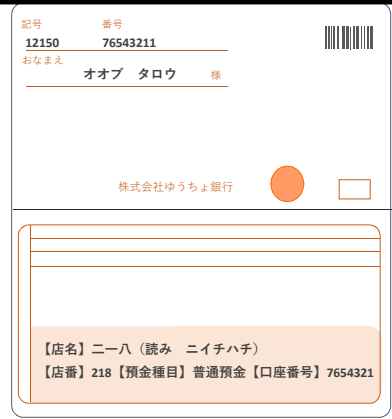 記号 番号
12150 76543211
おなまえ
オオブ タロウ 様
株式会社ゆうちょ銀行
【店名】二一八（読み ニイチハチ）
【店番】218【預金種目】普通預金【口座番号】7654321